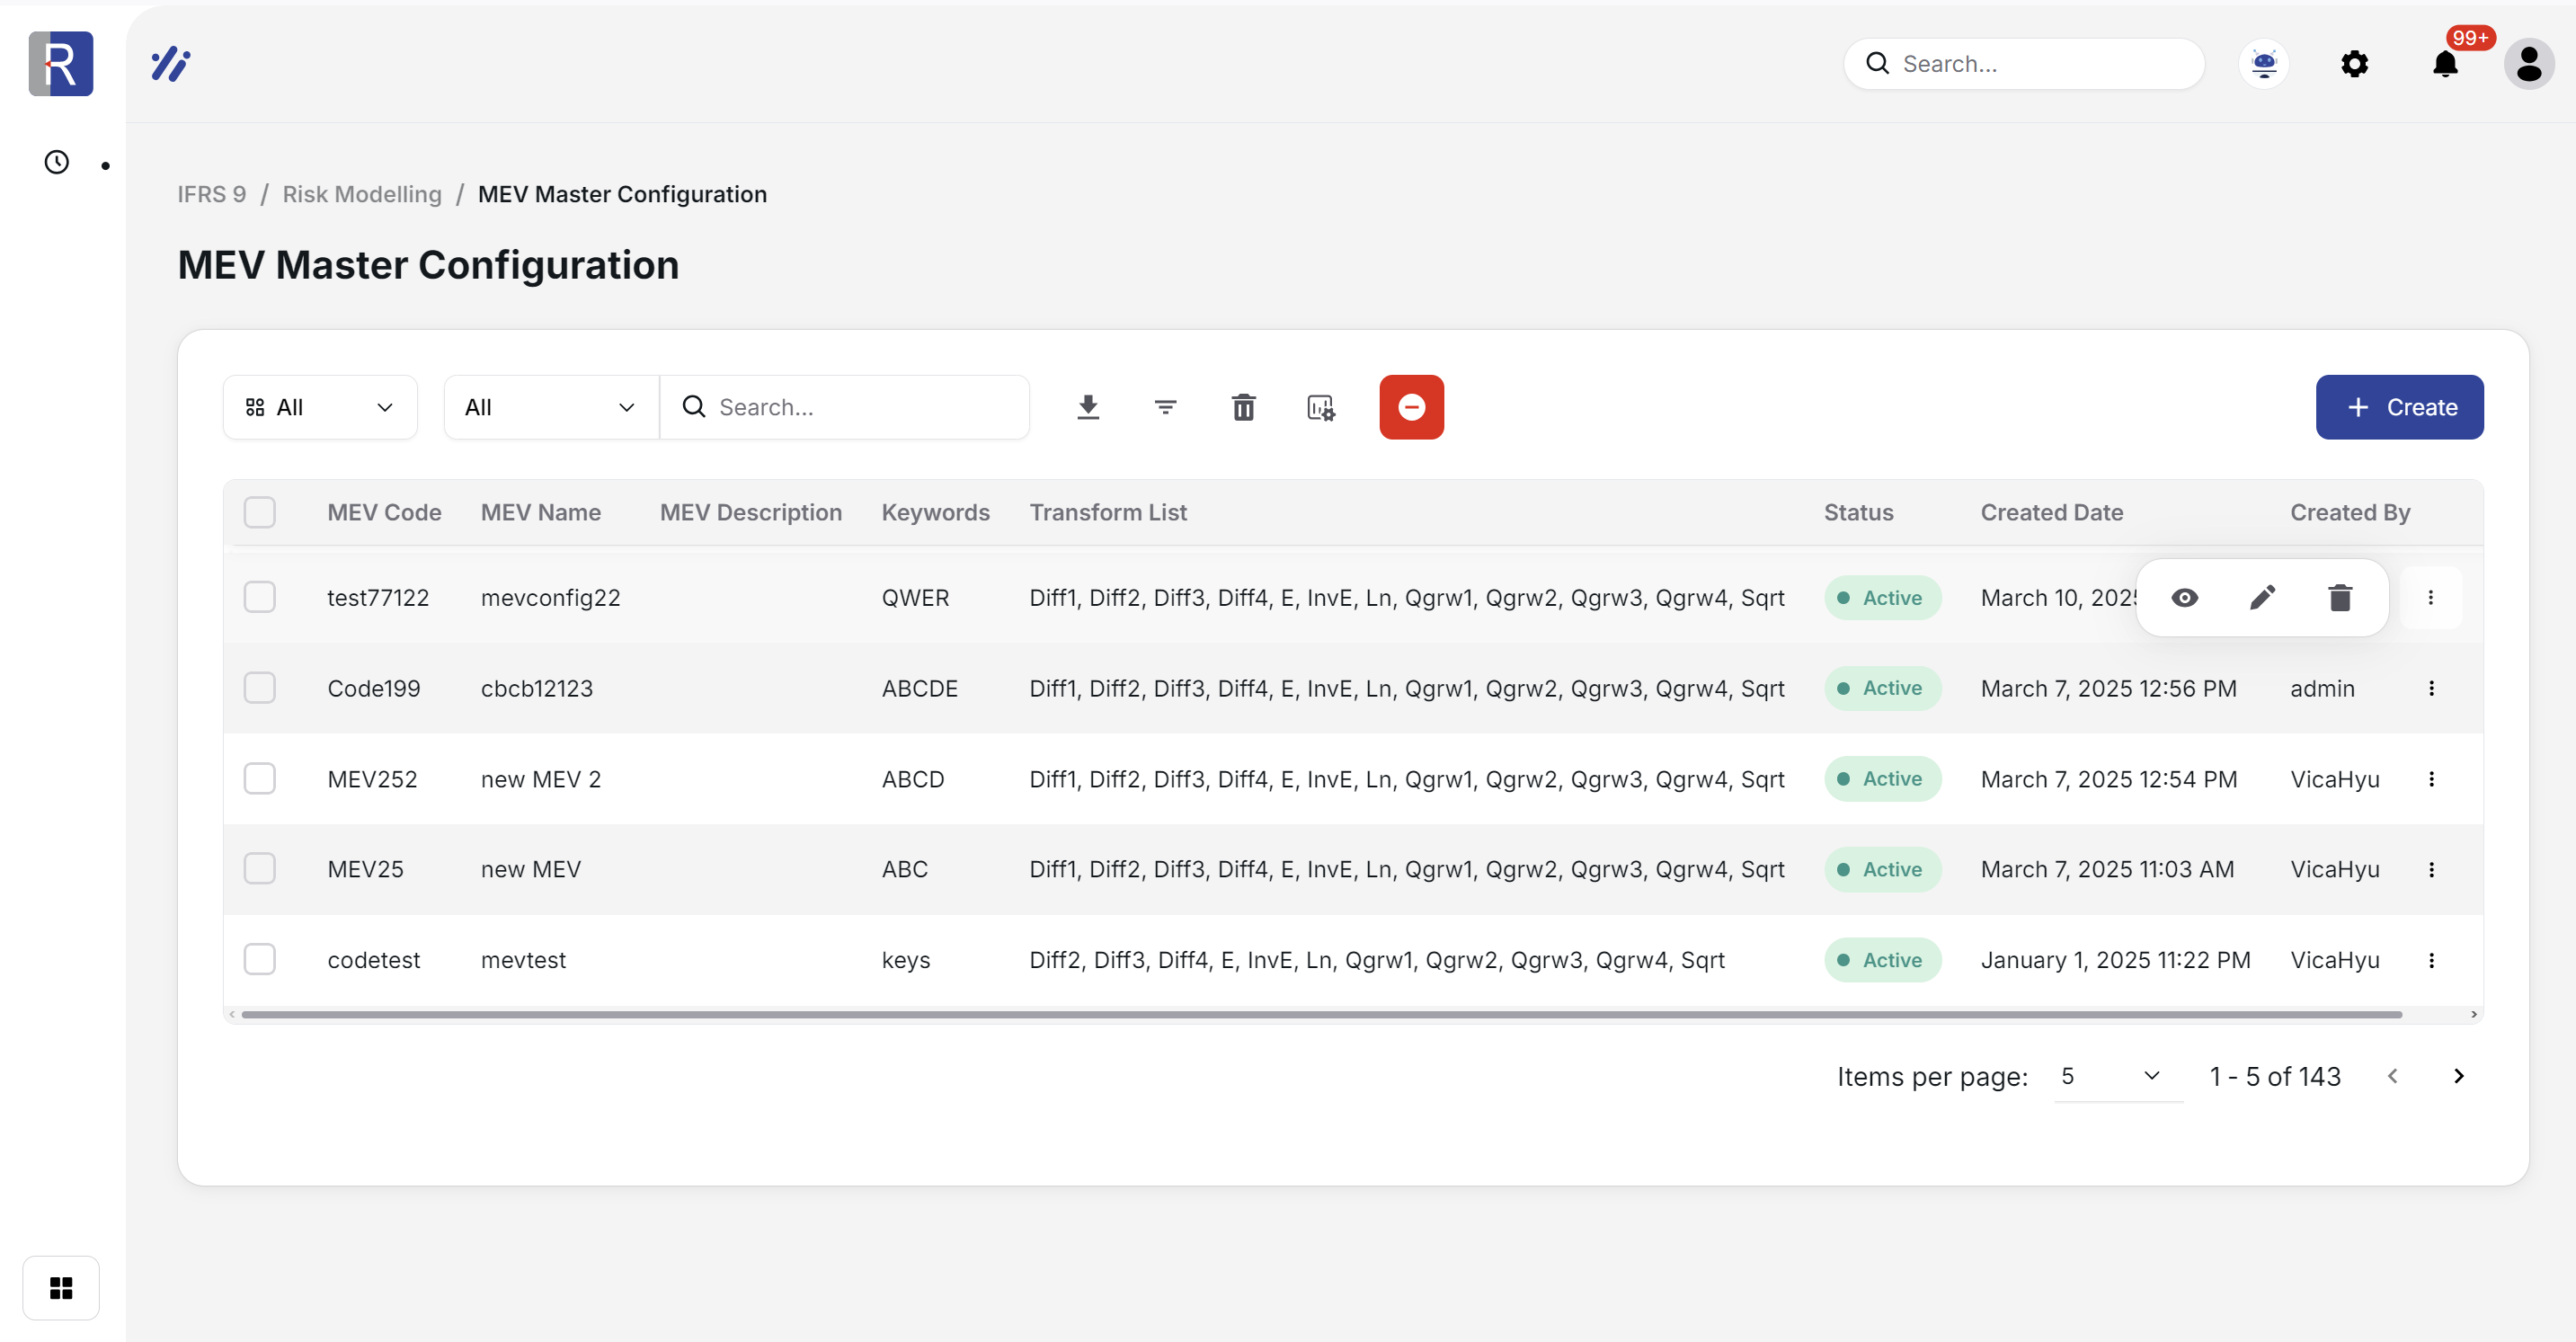 R
Search...
99+
IFRS 9 / Risk Modelling / MEV Master Configuration
MEV Master Configuration
All
All
Search...
Create
MEV Code MEV Name MEV Description Keywords Transform List Status Created Date Created By
test77122 mevconfig22 QWER Diff1, Diff2, Diff3, Diff4, E, InvE, Ln, Qgrw1, Qgrw2, Qgrw3, Qgrw4, Sqrt Active March 10, 2025
Code199 cbcb12123 ABCDE Diff1, Diff2, Diff3, Diff4, E, InvE, Ln, Qgrw1, Qgrw2, Qgrw3, Qgrw4, Sqrt Active March 7, 2025 12:56 PM admin
MEV252 new MEV 2 ABCD Diff1, Diff2, Diff3, Diff4, E, InvE, Ln, Qgrw1, Qgrw2, Qgrw3, Qgrw4, Sqrt Active March 7, 2025 12:54 PM VicaHyu
MEV25 new MEV ABC Diff1, Diff2, Diff3, Diff4, E, InvE, Ln, Qgrw1, Qgrw2, Qgrw3, Qgrw4, Sqrt Active March 7, 2025 11:03 AM VicaHyu
codetest mevtest keys Diff2, Diff3, Diff4, E, InvE, Ln, Qgrw1, Qgrw2, Qgrw3, Qgrw4, Sqrt Active January 1, 2025 11:22 PM VicaHyu
Items per page: 5 1 - 5 of 143